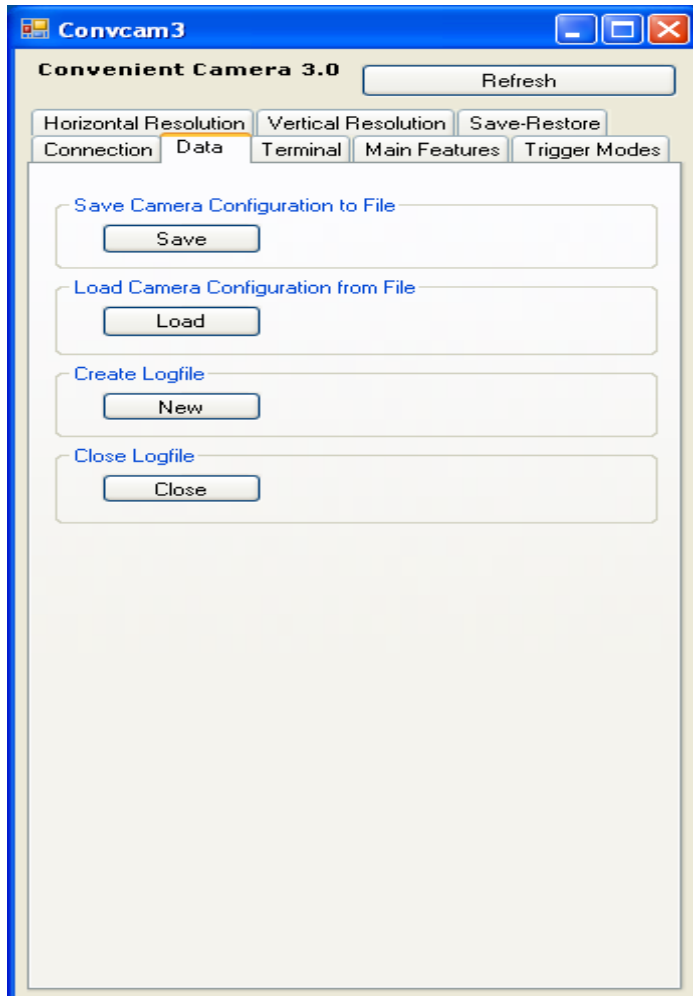 Convcam3
Convenient Camera 3.0
Refresh
Horizontal Resolution Vertical Resolution Save-Restore
Connection Data Terminal Main Features Trigger Modes
Save Camera Configuration to File
Save
Load Camera Configuration from File
Load
Create Logfile
New
Close Logfile
Close